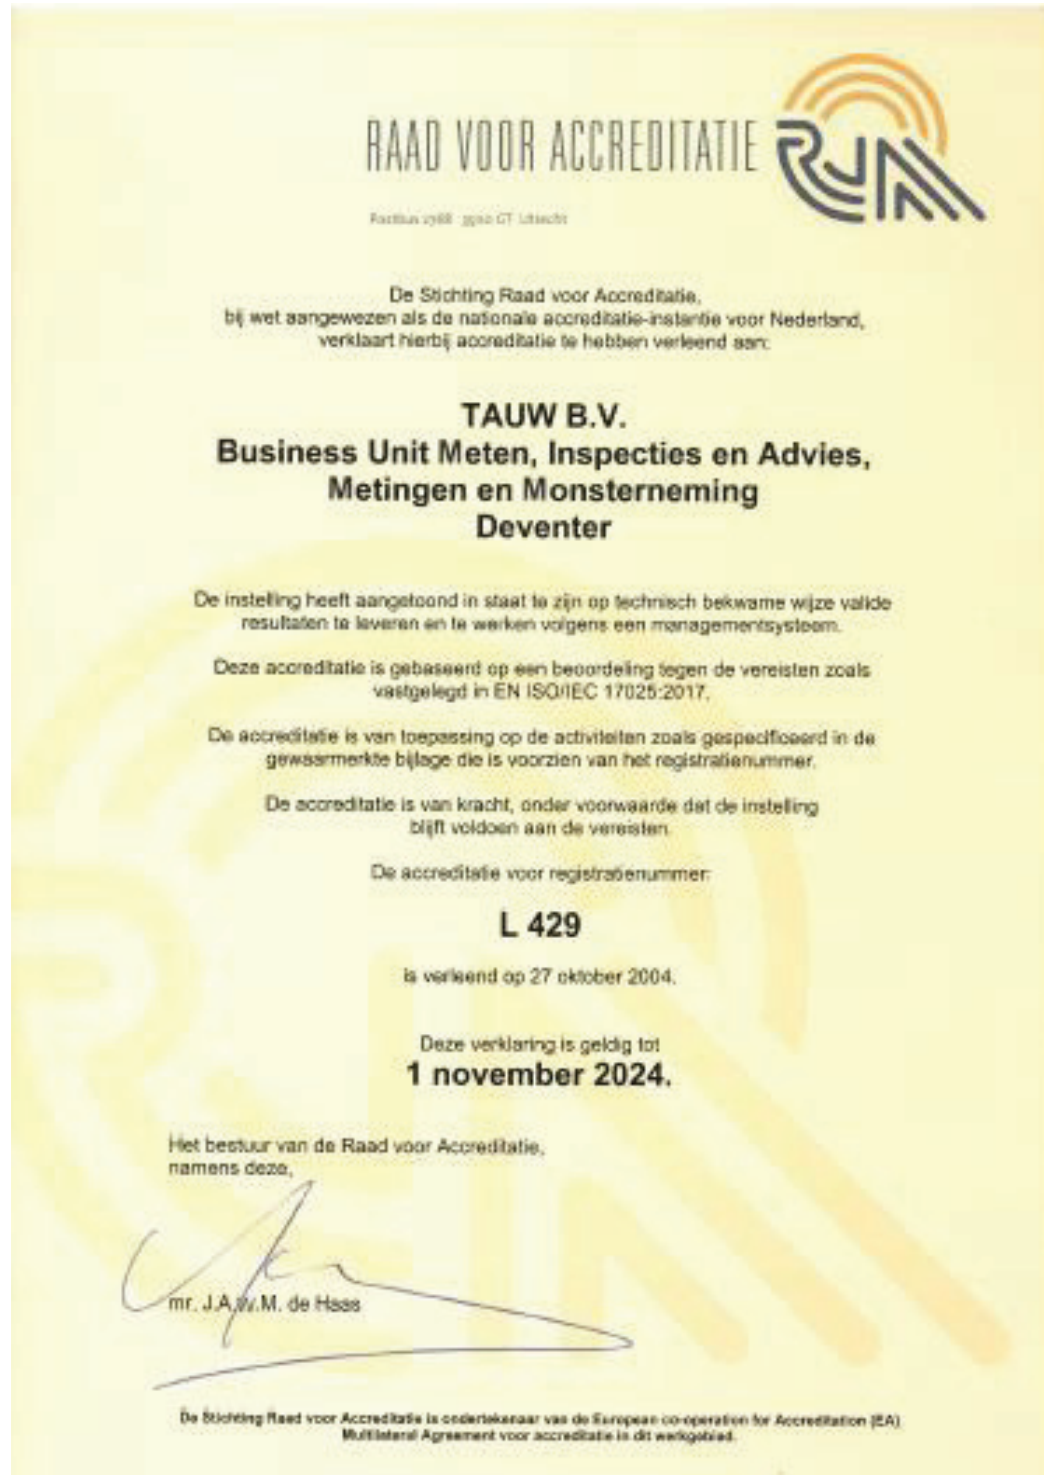 RAAD VOOR ACCREDITATIE
RVA
Postbus 2768 3500 GT Utrecht
De Stichting Raad voor Accreditatie,
bij wet aangewezen als de nationale accreditatie-instantie voor Nederland,
verklaart hierbij accreditatie te hebben verleend aan:
TAUW B.V.
Business Unit Meten, Inspecties en Advies,
Metingen en Monsterneming
Deventer
De instelling heeft aangetoond in staat te zijn op technisch bekwame wijze valide
resultaten te leveren en te werken volgens een managementsysteem.
Deze accreditatie is gebaseerd op een beoordeling tegen de vereisten zoals
vastgelegd in EN ISO/IEC 17025:2017.
De accreditatie is van toepassing op de activiteiten zoals gespecificeerd in de
gewaarmerkte bijlage die is voorzien van het registratienummer.
De accreditatie is van kracht, onder voorwaarde dat de instelling
blijft voldoen aan de vereisten.
De accreditatie voor registratienummer:
L 429
is verleend op 27 oktober 2004.
Deze verklaring is geldig tot
1 november 2024.
Het bestuur van de Raad voor Accreditatie,
namens deze,
mr. J.A.W.M. de Haas
De Stichting Raad voor Accreditatie is ondertekenaar van de European co-operation for Accreditation (EA)
Multilateral Agreement voor accreditatie in dit werkgebied.